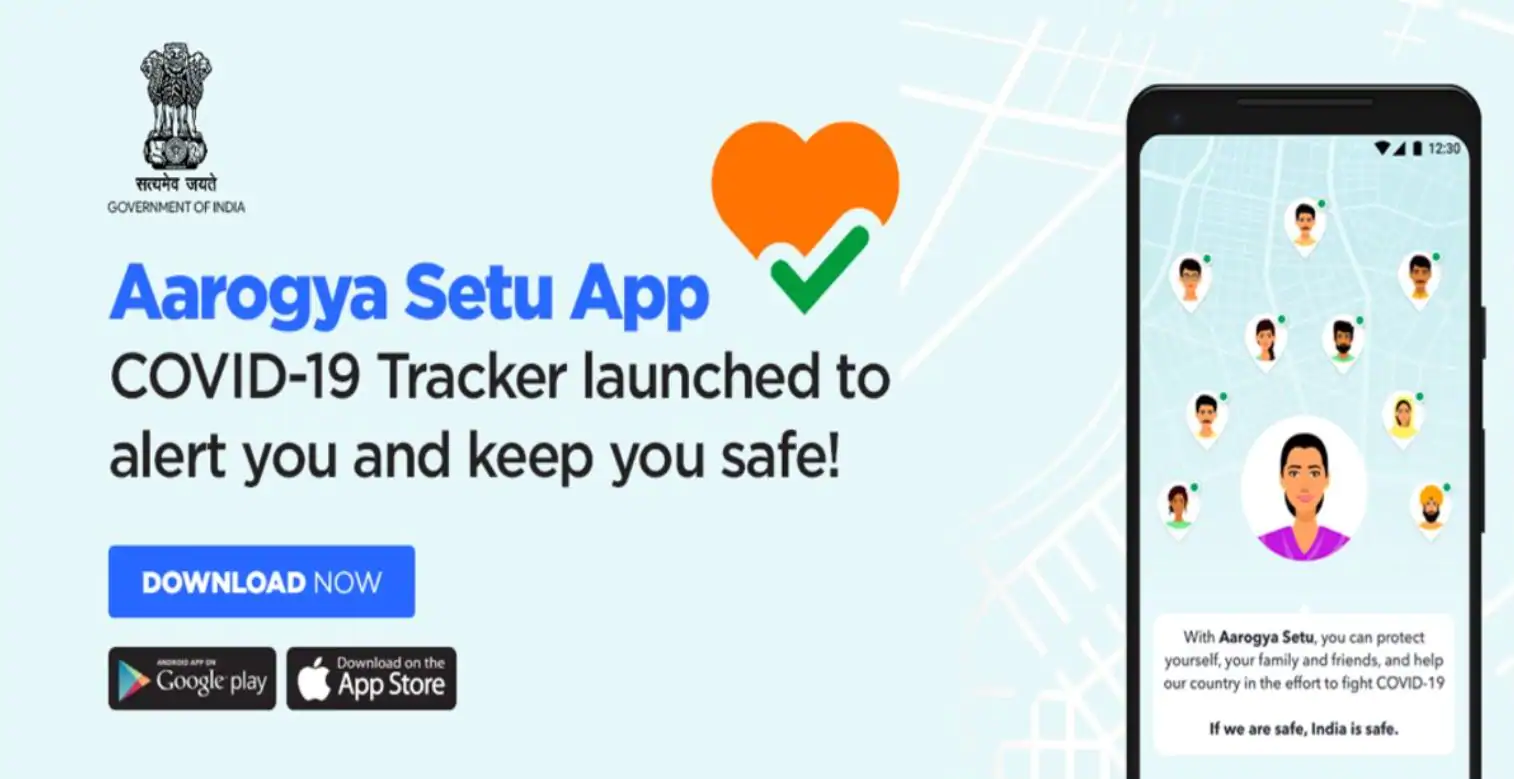 सत्यमेव जयते
GOVERNMENT OF INDIA
Aarogya Setu App
COVID-19 Tracker launched to
alert you and keep you safe!
DOWNLOAD NOW
ANDROID APP ON
Google play
Download on the
App Store
12:30
With Aarogya Setu, you can protect
yourself, your family and friends, and help
our country in the effort to fight COVID-19
If we are safe, India is safe.